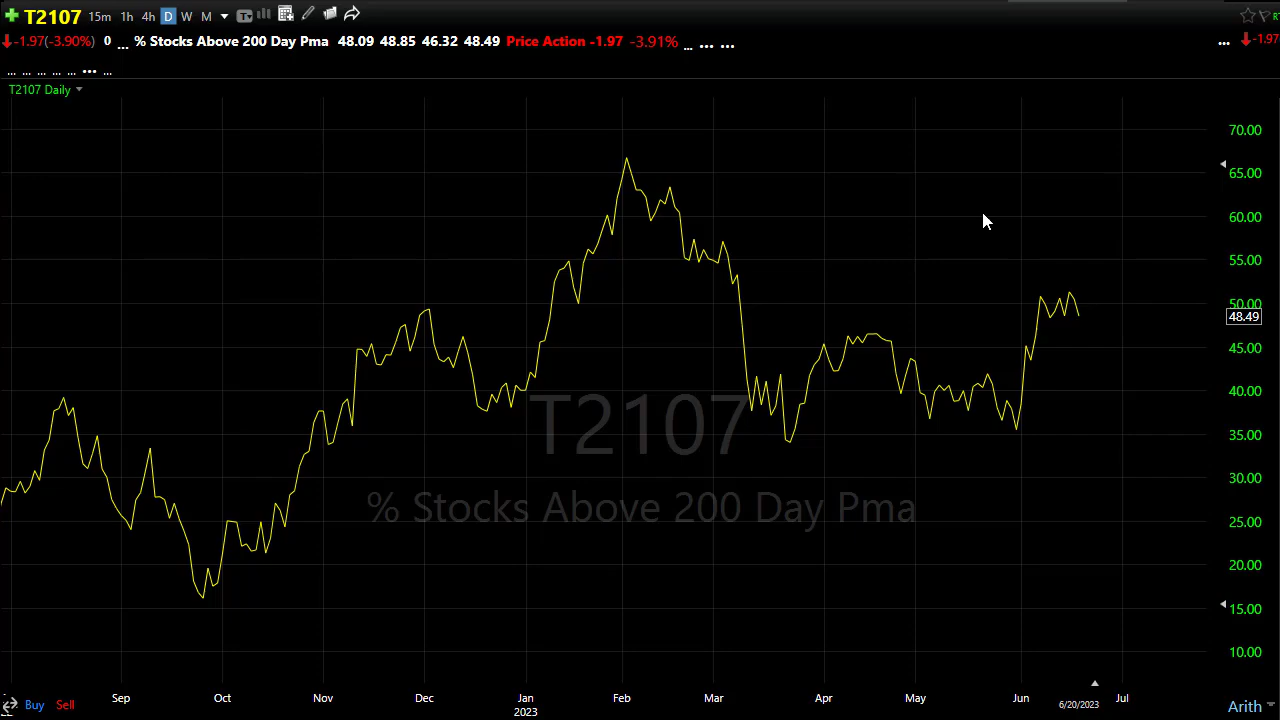 T2107 15m 1h 4h D W M
-1.97(-3.90%) 0 ... % Stocks Above 200 Day Pma 48.09 48.85 46.32 48.49 Price Action -1.97 -3.91% ... ... ... ... -1.97
... ... ... ... ... ... ...
T2107 Daily
70.00
65.00
60.00
55.00
50.00
48.49
45.00
40.00
35.00
30.00
25.00
20.00
15.00
10.00
T2107
% Stocks Above 200 Day Pma
Sep Oct Nov Dec Jan Feb Mar Apr May Jun Jul
2023 6/20/2023
Buy Sell Arith